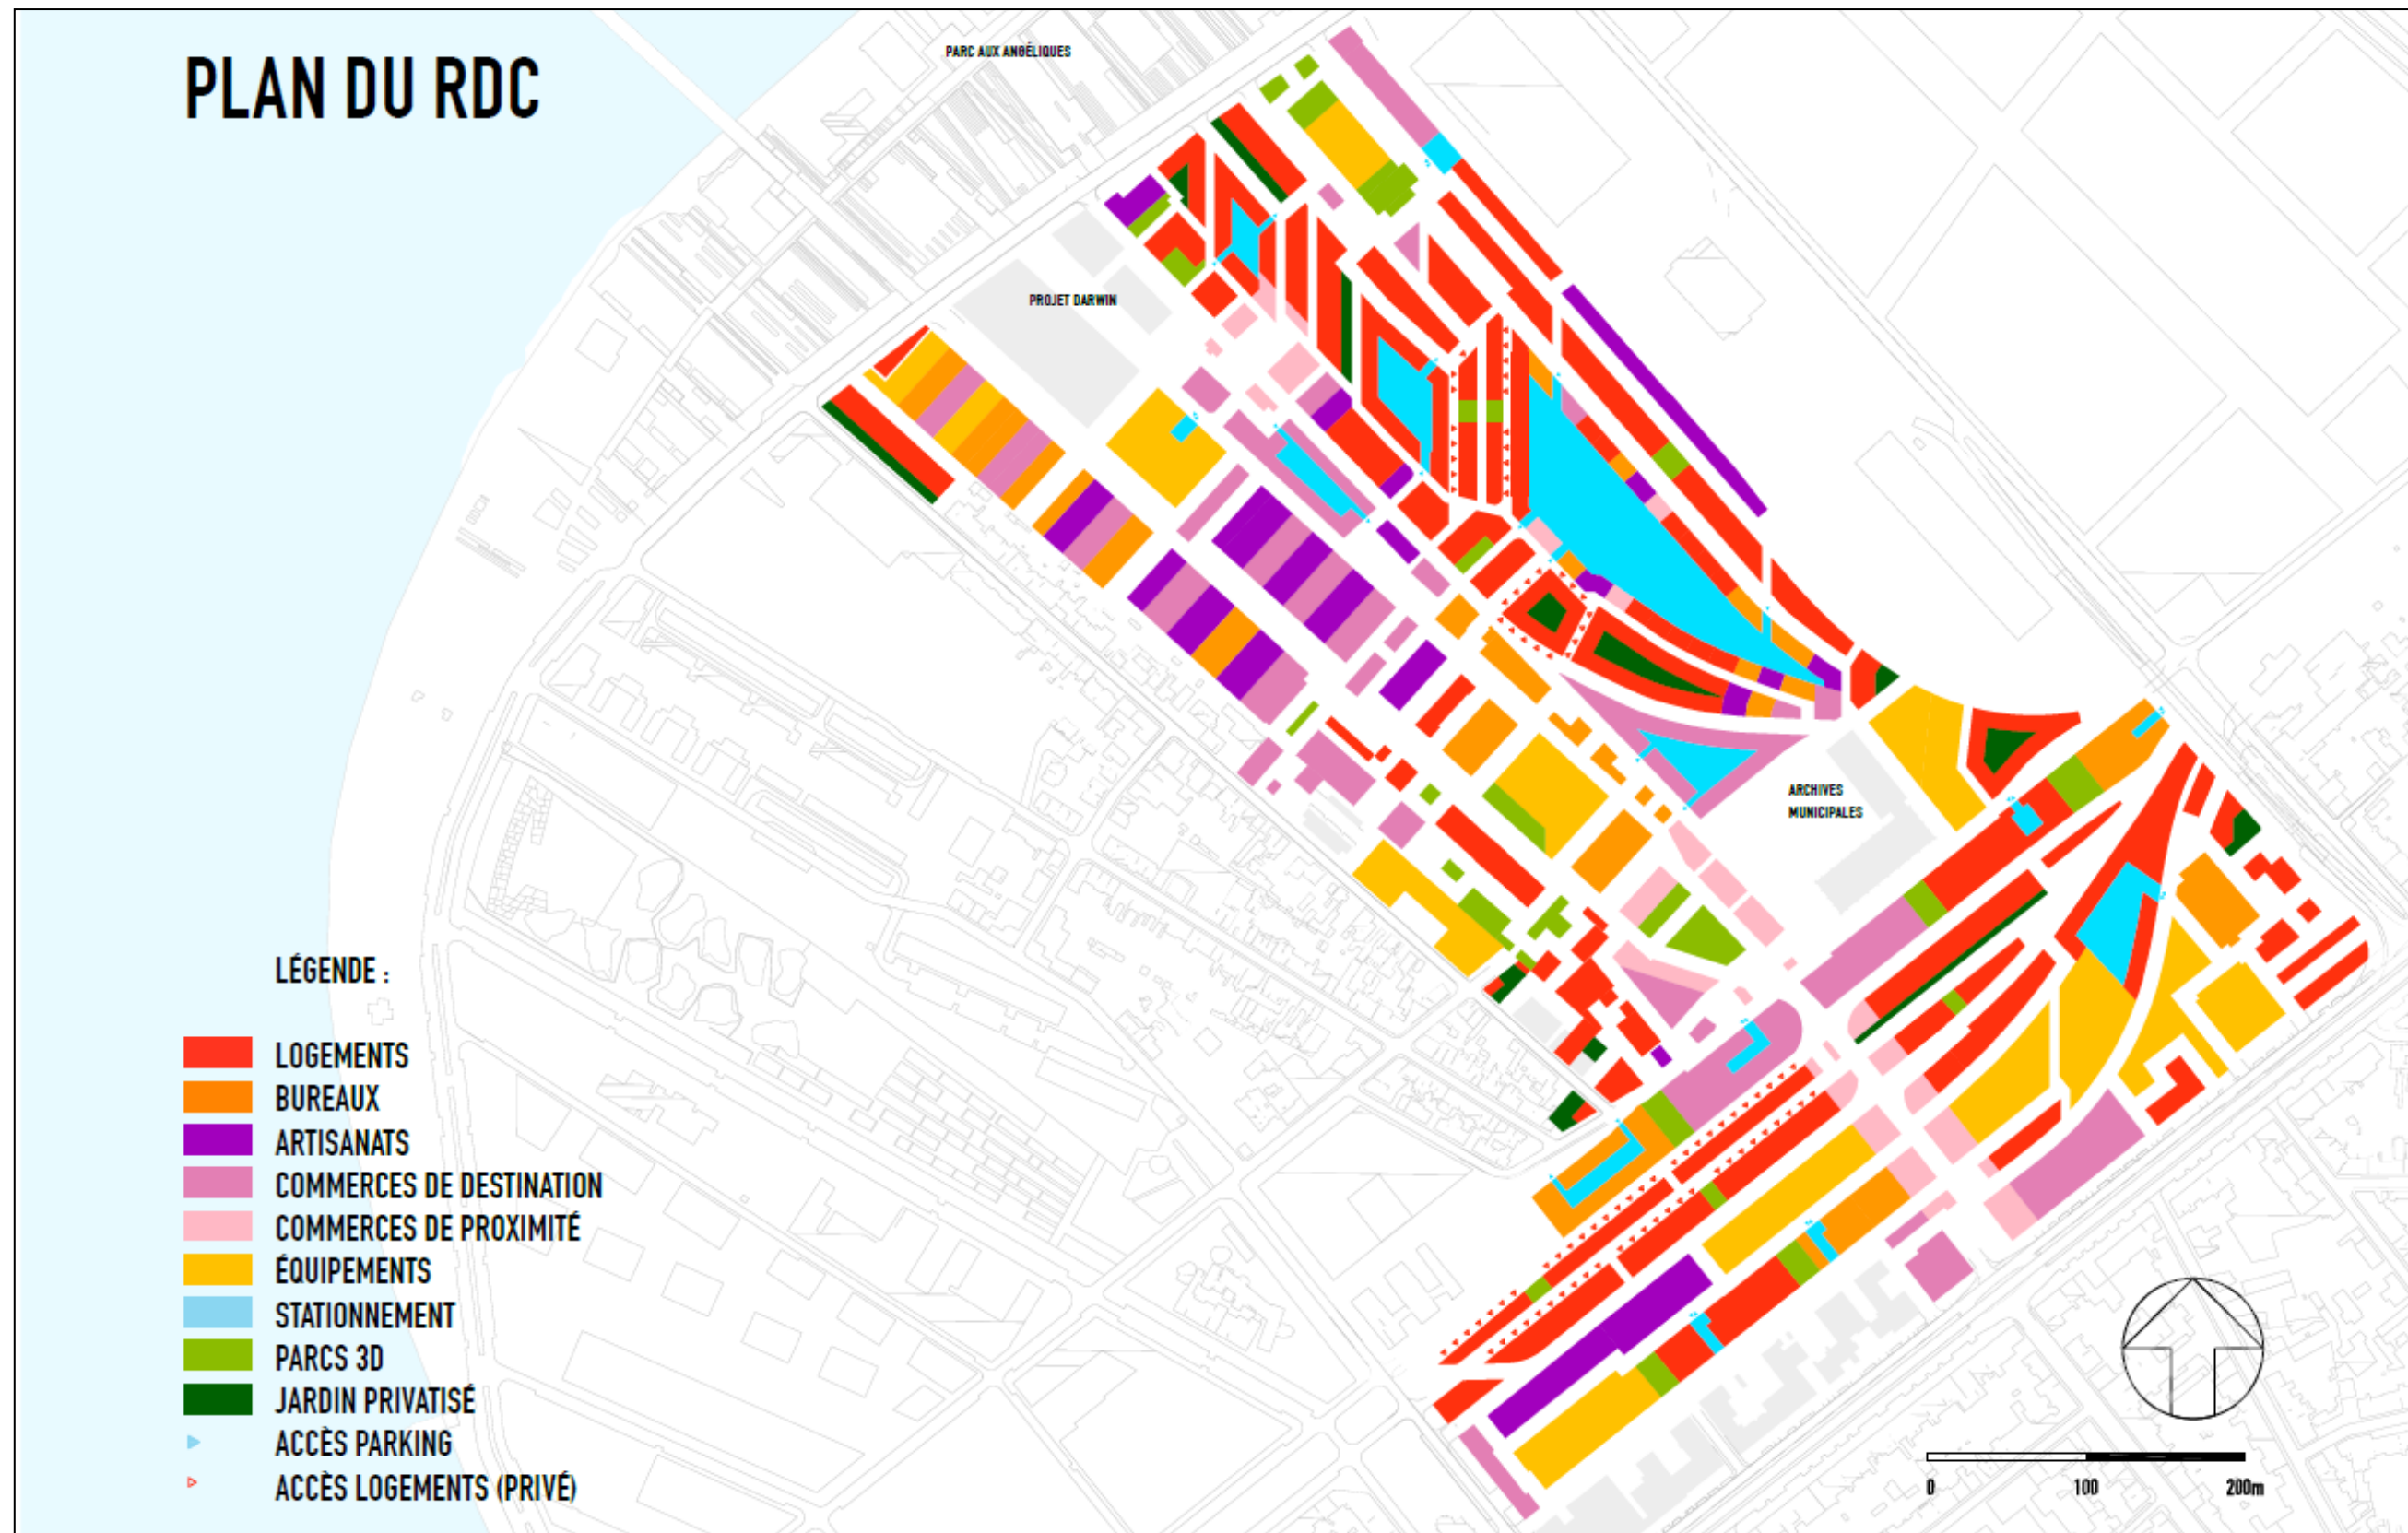 PLAN DU RDC
PARC AUX ANGÉLIQUES
PROJET DARWIN
ARCHIVES
MUNICIPALES
LÉGENDE :
LOGEMENTS
BUREAUX
ARTISANATS
COMMERCES DE DESTINATION
COMMERCES DE PROXIMITÉ
ÉQUIPEMENTS
STATIONNEMENT
PARCS 3D
JARDIN PRIVATISÉ
ACCÈS PARKING
ACCÈS LOGEMENTS (PRIVÉ)
0 100 200m